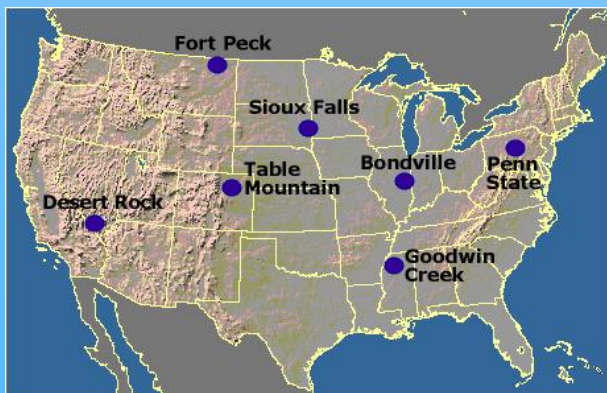 Fort Peck
Sioux Falls
Table
Mountain
Bondville
Penn
State
Desert Rock
Goodwin
Creek